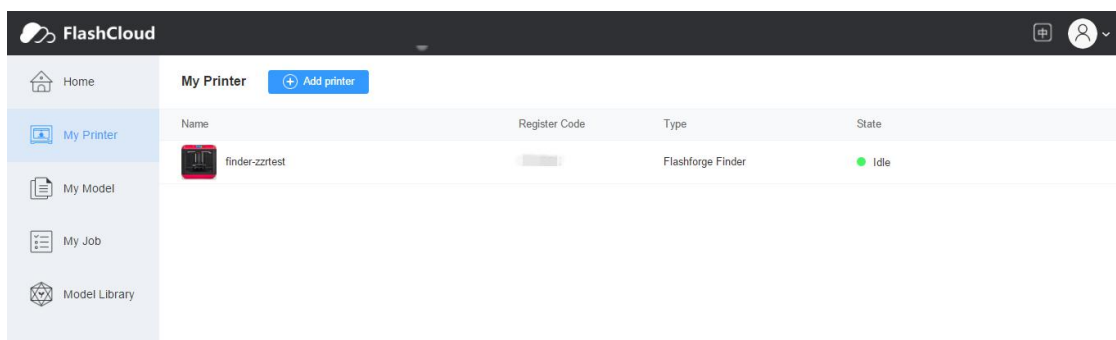 FlashCloud
中
Home
My Printer
My Model
My Job
Model Library
My Printer
Add printer
Name Register Code Type State
finder-zzrtest Flashforge Finder Idle